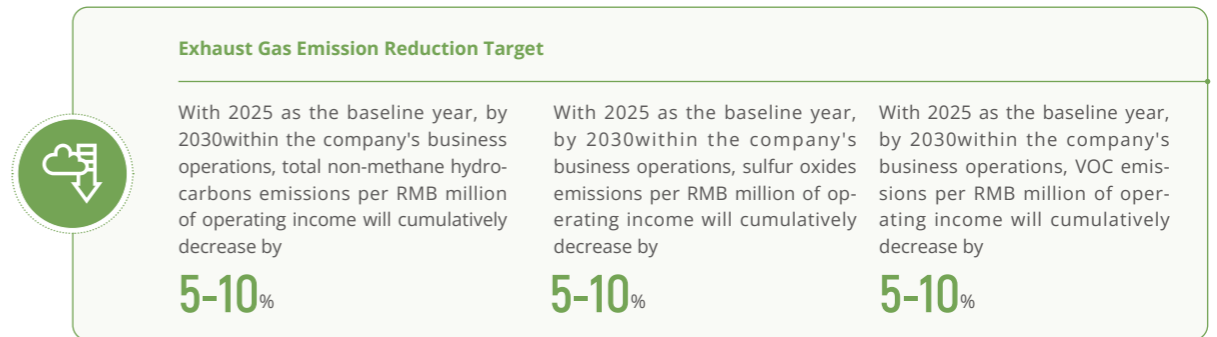 Exhaust Gas Emission Reduction Target
With 2025 as the baseline year, by
2030within the company's business
operations, total non-methane hydro-
carbons emissions per RMB million
of operating income will cumulatively
decrease by
5-10%
With 2025 as the baseline year,
by 2030within the company's
business operations, sulfur oxides
emissions per RMB million of op-
erating income will cumulatively
decrease by
5-10%
With 2025 as the baseline year,
by 2030within the company's
business operations, VOC emis-
sions per RMB million of oper-
ating income will cumulatively
decrease by
5-10%